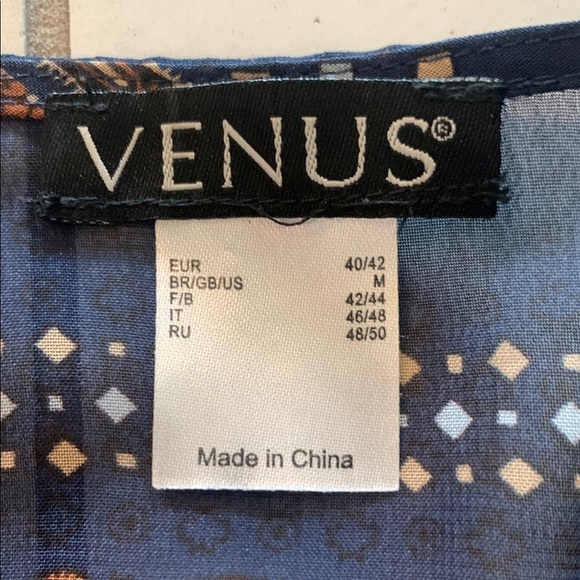 VENUS®
EUR 40/42
BR/GB/US M
F/B 42/44
IT 46/48
RU 48/50
Made in China